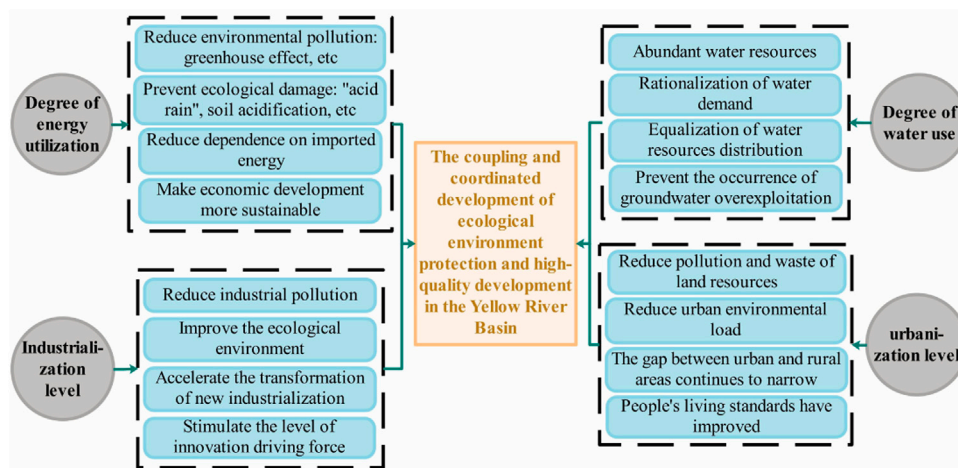 Degree of
energy
utilization
Reduce environmental pollution:
greenhouse effect, etc
Prevent ecological damage: "acid
rain", soil acidification, etc
Reduce dependence on imported
energy
Make economic development
more sustainable
Industriali-
zation
level
Reduce industrial pollution
Improve the ecological
environment
Accelerate the transformation
of new industrialization
Stimulate the level of
innovation driving force
The coupling and
coordinated
development of
ecological
environment
protection and high-
quality development
in the Yellow River
Basin
Abundant water resources
Rationalization of water
demand
Equalization of water
resources distribution
Prevent the occurrence of
groundwater overexploitation
Degree of
water use
Reduce pollution and waste of
land resources
Reduce urban environmental
load
The gap between urban and rural
areas continues to narrow
People's living standards have
improved
urbani-
zation level